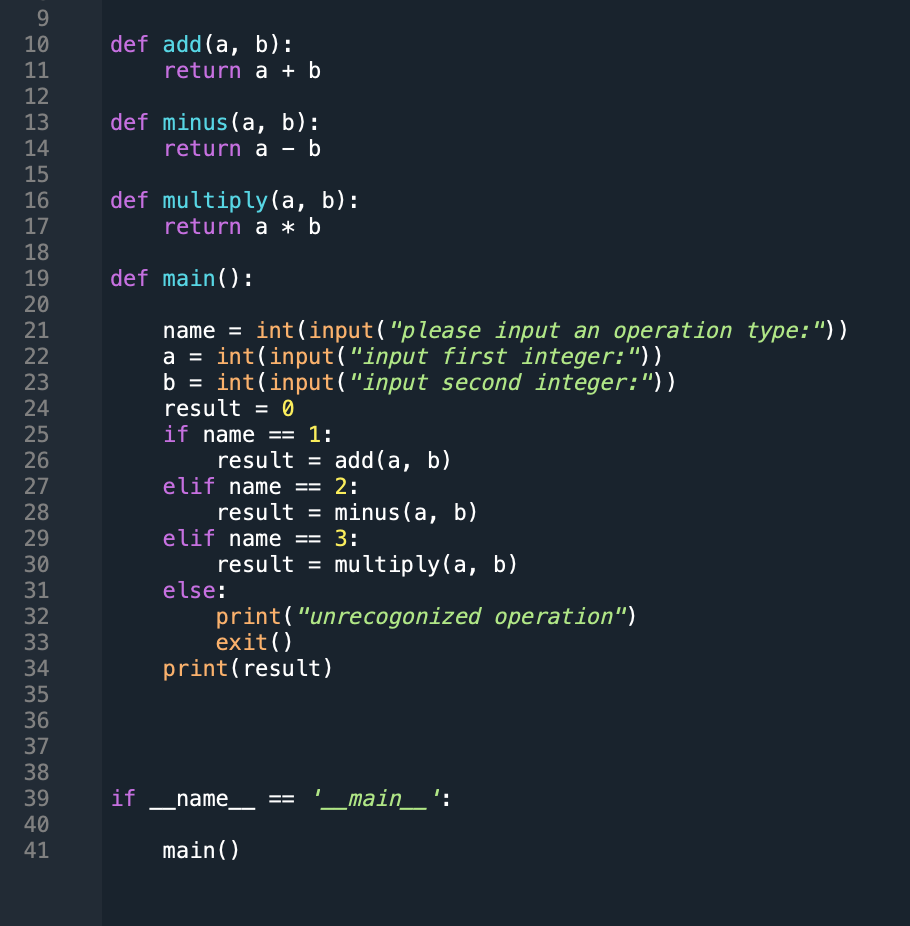 9
10 def add(a, b):
11     return a + b
12
13 def minus(a, b):
14     return a - b
15
16 def multiply(a, b):
17     return a * b
18
19 def main():
20
21     name = int(input("please input an operation type:"))
22     a = int(input("input first integer:"))
23     b = int(input("input second integer:"))
24     result = 0
25     if name == 1:
26         result = add(a, b)
27     elif name == 2:
28         result = minus(a, b)
29     elif name == 3:
30         result = multiply(a, b)
31     else:
32         print("unrecogonized operation")
33         exit()
34     print(result)
35
36
37
38
39 if __name__ == '__main__':
40
41     main()